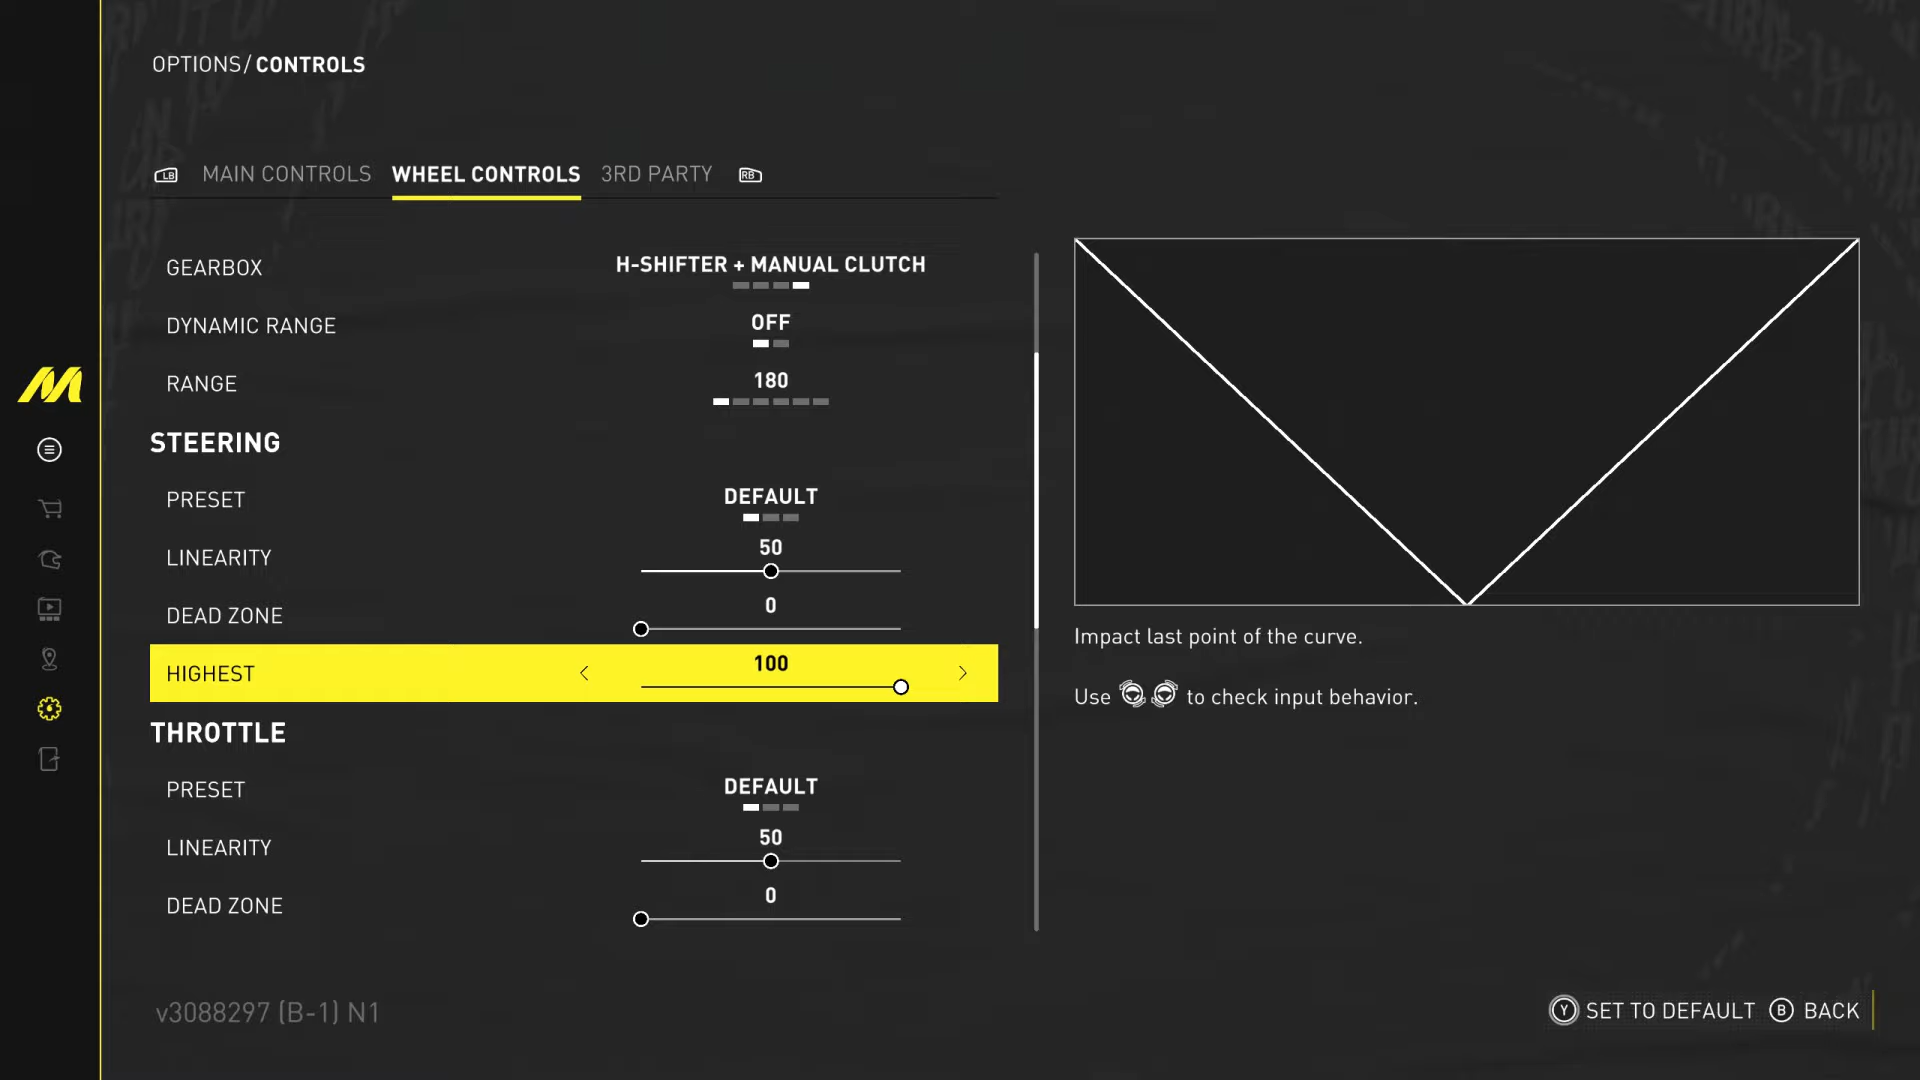 OPTIONS/CONTROLS
LB MAIN CONTROLS WHEEL CONTROLS 3RD PARTY RB
GEARBOX H-SHIFTER + MANUAL CLUTCH
DYNAMIC RANGE OFF
RANGE 180
STEERING
PRESET DEFAULT
LINEARITY 50
DEAD ZONE 0
HIGHEST 100
THROTTLE
PRESET DEFAULT
LINEARITY 50
DEAD ZONE 0
Impact last point of the curve.
Use to check input behavior.
v3088297 (B-1) N1
Y SET TO DEFAULT B BACK